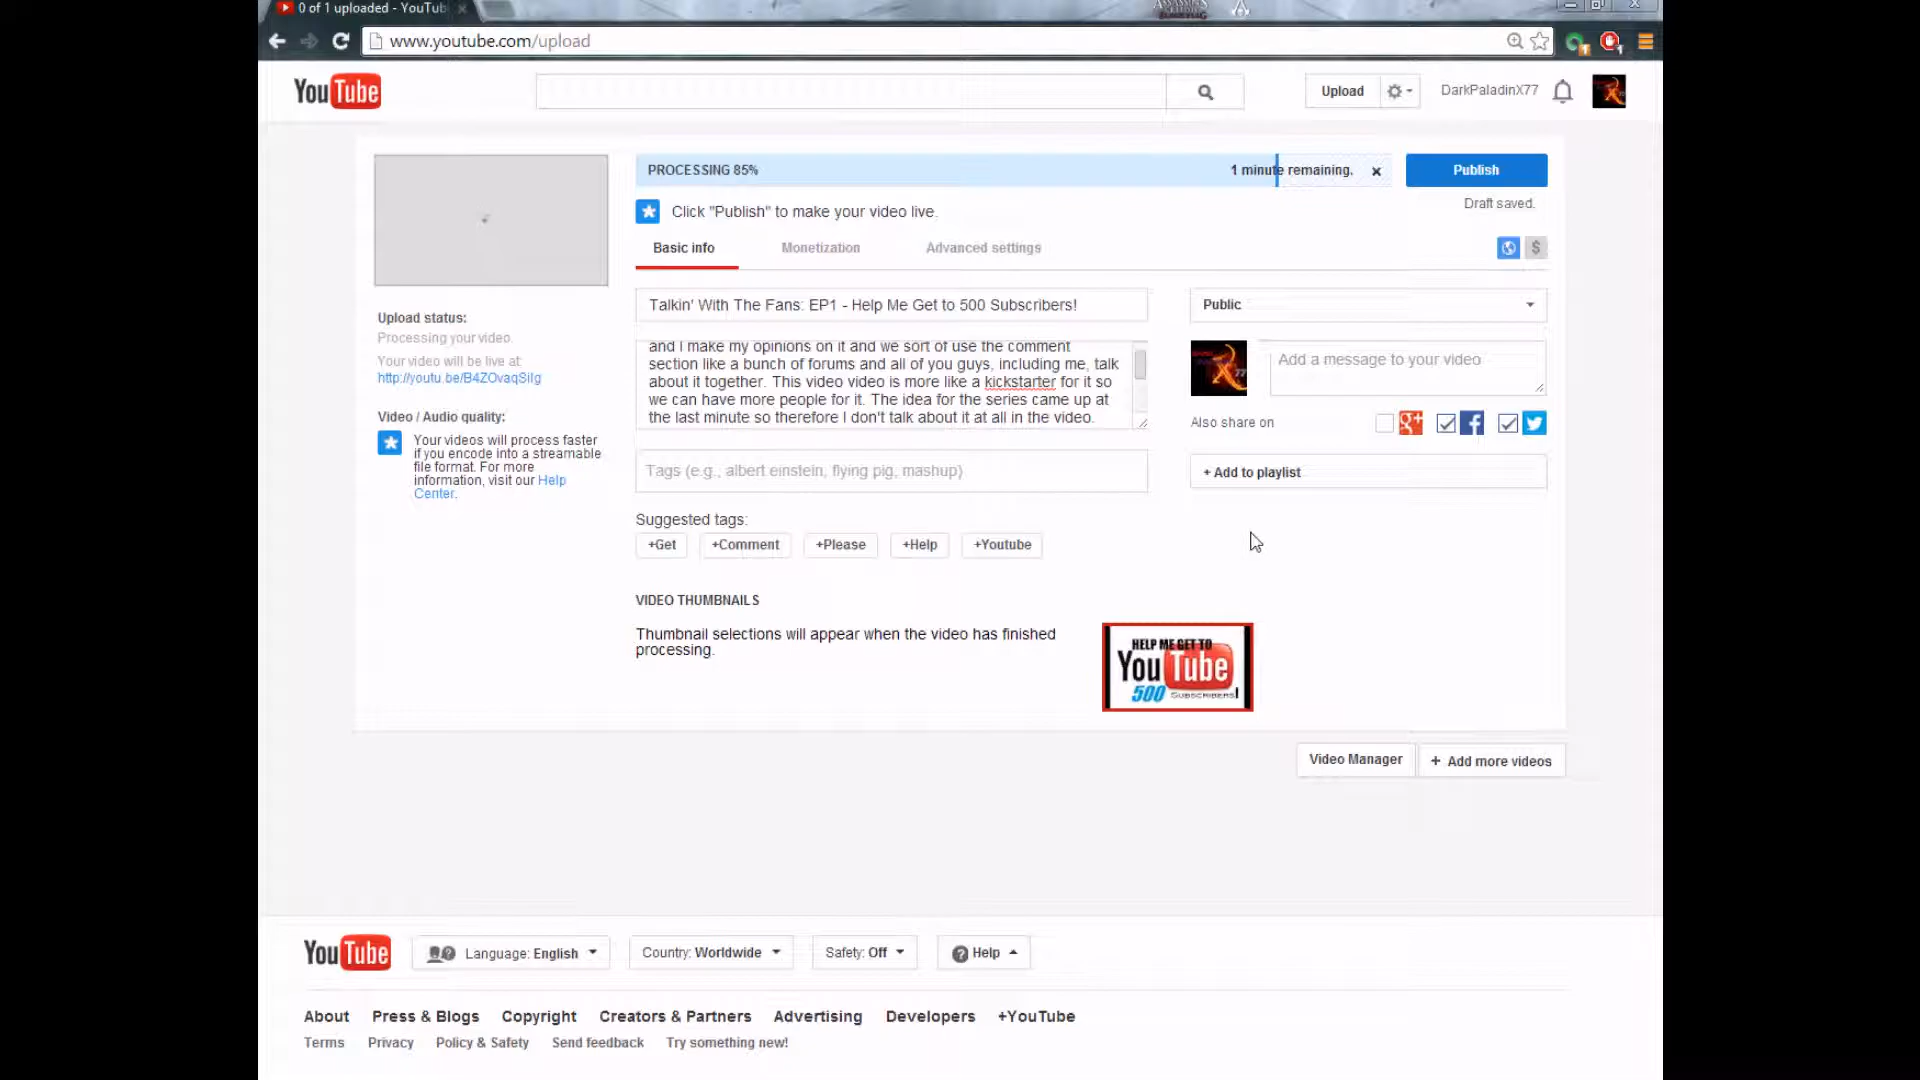 0 of 1 uploaded - YouTub
ASSASSIN'S
www.youtube.com/upload
YouTube
Upload
DarkPaladinX77
PROCESSING 85%
1 minute remaining.
Publish
Draft saved.
Click "Publish" to make your video live.
Basic info
Monetization
Advanced settings
$
Upload status:
Processing your video.
Your video will be live at:
http://youtu.be/B4ZOvaqSiIg
Video / Audio quality:
Your videos will process faster
if you encode into a streamable
file format. For more
information, visit our Help
Center.
Talkin' With The Fans: EP1 - Help Me Get to 500 Subscribers!
and I make my opinions on it and we sort of use the comment
section like a bunch of forums and all of you guys, including me, talk
about it together. This video video is more like a kickstarter for it so
we can have more people for it. The idea for the series came up at
the last minute so therefore I don't talk about it at all in the video.
Tags (e.g., albert einstein, flying pig, mashup)
Suggested tags:
+Get
+Comment
+Please
+Help
+Youtube
Public
Add a message to your video
Also share on
+ Add to playlist
VIDEO THUMBNAILS
Thumbnail selections will appear when the video has finished
processing.
HELP ME GET TO
YouTube
500 SUBSCRIBERS!
Video Manager
+ Add more videos
YouTube
Language: English
Country: Worldwide
Safety: Off
Help
About
Press & Blogs
Copyright
Creators & Partners
Advertising
Developers
+YouTube
Terms
Privacy
Policy & Safety
Send feedback
Try something new!